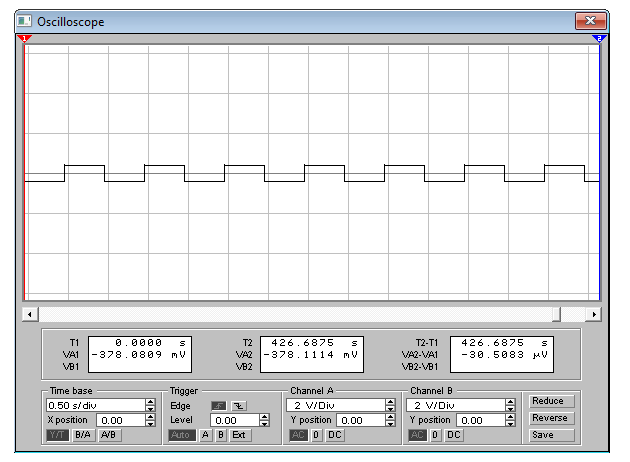 Oscilloscope
1 2
T1 0.0000 s T2 426.6875 s T2-T1 426.6875 s
VA1 -378.0809 mV VA2 -378.1114 mV VA2-VA1 -30.5083 μV
VB1 VB2 VB2-VB1
Time base Trigger Channel A Channel B
0.50 s/div Edge 2 V/Div 2 V/Div Reduce
X position 0.00 Level 0.00 Y position 0.00 Y position 0.00 Reverse
Y/T B/A A/B Auto A B Ext AC 0 DC AC 0 DC Save